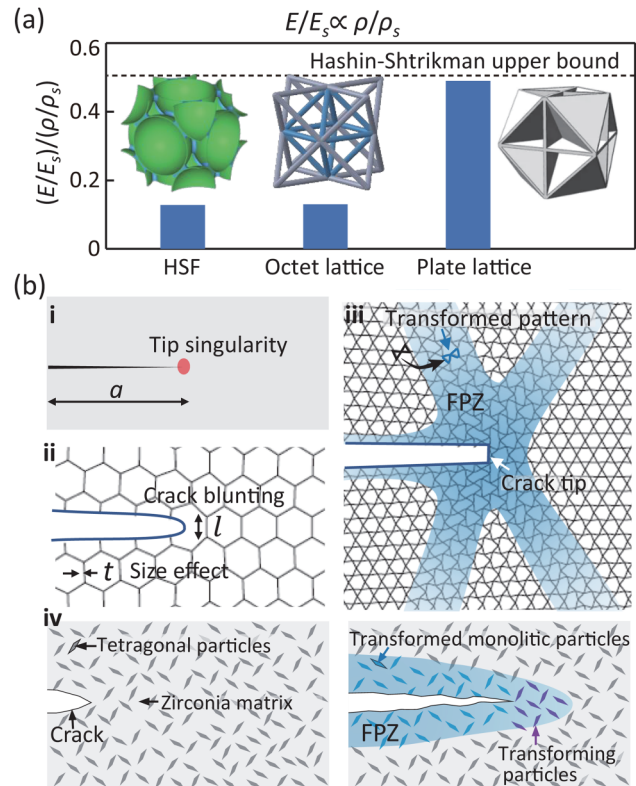 (a)
E/Eₛ∝ ρ/ρₛ
Hashin-Shtrikman upper bound
(E/Eₛ)/(ρ/ρₛ)
0.6
0.4
0.2
0
HSF
Octet lattice
Plate lattice
(b)
i
Tip singularity
a
ii
Crack blunting
l
t
Size effect
iii
Transformed pattern
FPZ
Crack tip
iv
Tetragonal particles
Zirconia matrix
Crack
Transformed monolitic particles
FPZ
Transforming
particles